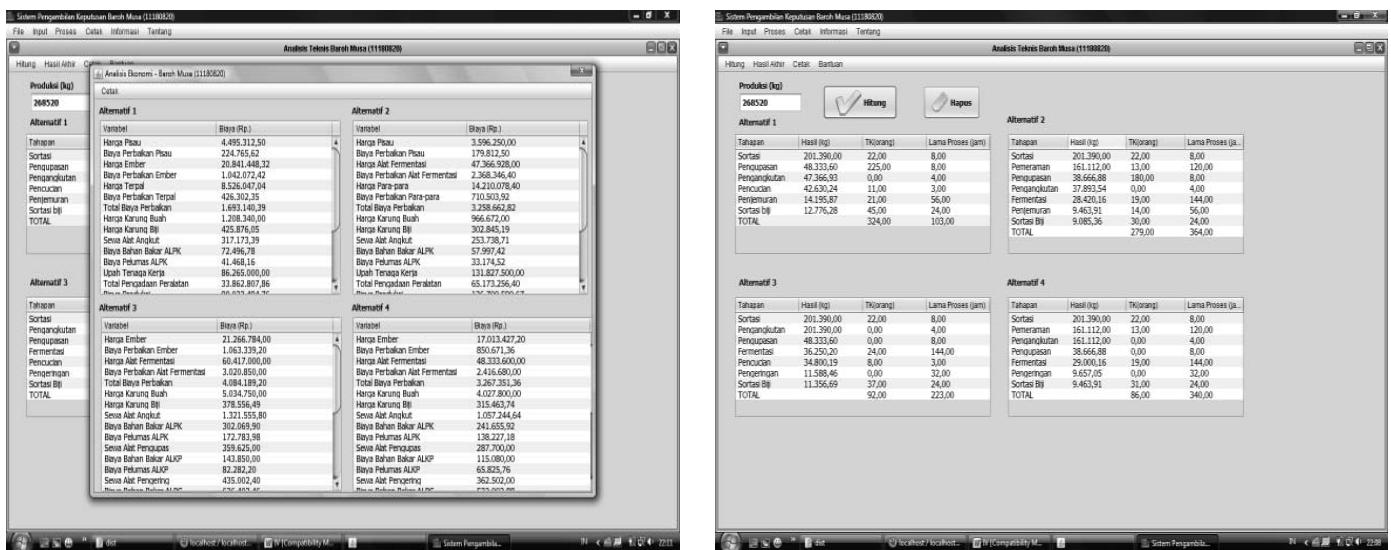 Sistem Pengambilan Keputusan Baroh Musa (11180820)
File Input Proses Cetak Informasi Tentang
Analisis Teknis Baroh Musa (11180820)
Hitung Hasil Akhir Bantuan
Produksi (kg)
268520
Alternatif 1
Tahapan
Sortasi
Pengupasan
Pengangkutan
Pencucian
Penjemuran
Sortasi biji
TOTAL
Alternatif 3
Tahapan
Sortasi
Pengangkutan
Pengupasan
Fermentasi
Pencucian
Pengeringan
Sortasi Biji
TOTAL
Analisis Ekonomi - Baroh Musa (11180820)
Cetak
Alternatif 1
Variabel Biaya (Rp.)
Harga Pisau 4.495.312,50
Biaya Perbaikan Pisau 224.765,62
Harga Ember 20.841.448,32
Biaya Perbaikan Ember 1.042.072,42
Harga Terpal 8.526.047,04
Biaya Perbaikan Terpal 426.302,35
Total Biaya Perbaikan 1.693.140,39
Harga Karung Buah 1.208.340,00
Harga Karung Biji 425.876,05
Sewa Alat Angkut 317.173,39
Biaya Bahan Bakar ALPK 72.496,78
Biaya Pelumas ALPK 41.468,16
Upah Tenaga Kerja 86.265.000,00
Total Pengadaan Peralatan 33.862.807,86
Alternatif 2
Variabel Biaya (Rp.)
Harga Pisau 3.596.250,00
Biaya Perbaikan Pisau 179.812,50
Harga Alat Fermentasi 47.366.928,00
Biaya Perbaikan Alat Fermentasi 2.368.346,40
Harga Para-para 14.210.078,40
Biaya Perbaikan Para-para 710.503,92
Total Biaya Perbaikan 3.258.662,82
Harga Karung Buah 966.672,00
Harga Karung Biji 302.845,19
Sewa Alat Angkut 253.738,71
Biaya Bahan Bakar ALPK 57.997,42
Biaya Pelumas ALPK 33.174,52
Upah Tenaga Kerja 131.827.500,00
Total Pengadaan Peralatan 65.173.256,40
Alternatif 3
Variabel Biaya (Rp.)
Harga Ember 21.266.784,00
Biaya Perbaikan Ember 1.063.339,20
Harga Alat Fermentasi 60.417.000,00
Biaya Perbaikan Alat Fermentasi 3.020.850,00
Total Biaya Perbaikan 4.084.189,20
Harga Karung Buah 5.034.750,00
Harga Karung Biji 378.556,49
Sewa Alat Angkut 1.321.555,80
Biaya Bahan Bakar ALPK 302.069,90
Biaya Pelumas ALPK 172.783,98
Sewa Alat Pengupas 359.625,00
Biaya Bahan Bakar ALKP 143.850,00
Biaya Pelumas ALKP 82.282,20
Sewa Alat Pengering 435.002,40
Alternatif 4
Variabel Biaya (Rp.)
Harga Ember 17.013.427,20
Biaya Perbaikan Ember 850.671,36
Harga Alat Fermentasi 48.333.600,00
Biaya Perbaikan Alat Fermentasi 2.416.680,00
Total Biaya Perbaikan 3.267.351,36
Harga Karung Buah 4.027.800,00
Harga Karung Biji 315.463,74
Sewa Alat Angkut 1.057.244,64
Biaya Bahan Bakar ALPK 241.655,92
Biaya Pelumas ALPK 138.227,18
Sewa Alat Pengupas 287.700,00
Biaya Bahan Bakar ALKP 115.080,00
Biaya Pelumas ALKP 65.825,76
Sewa Alat Pengering 362.502,00
dist localhost / localhost... IV [Compatibility M... Sistem Pengambila... IN 22:11
Sistem Pengambilan Keputusan Baroh Musa (11180820)
File Input Proses Cetak Informasi Tentang
Analisis Teknis Baroh Musa (11180820)
Hitung Hasil Akhir Cetak Bantuan
Produksi (kg)
268520 Hitung Hapus
Alternatif 1
Tahapan Hasil (kg) TK(orang) Lama Proses (jam)
Sortasi 201.390,00 22,00 8,00
Pengupasan 48.333,60 225,00 8,00
Pengangkutan 47.366,93 0,00 4,00
Pencucian 42.630,24 11,00 3,00
Penjemuran 14.195,87 21,00 56,00
Sortasi biji 12.776,28 45,00 24,00
TOTAL 324,00 103,00
Alternatif 2
Tahapan Hasil (kg) TK(orang) Lama Proses (ja...
Sortasi 201.390,00 22,00 8,00
Pemeraman 161.112,00 13,00 120,00
Pengupasan 38.666,88 180,00 8,00
Pengangkutan 37.893,54 0,00 4,00
Fermentasi 28.420,16 19,00 144,00
Penjemuran 9.463,91 14,00 56,00
Sortasi Biji 9.085,36 30,00 24,00
TOTAL 279,00 364,00
Alternatif 3
Tahapan Hasil (kg) TK(orang) Lama Proses (jam)
Sortasi 201.390,00 22,00 8,00
Pengangkutan 201.390,00 0,00 4,00
Pengupasan 48.333,60 0,00 8,00
Fermentasi 36.250,20 24,00 144,00
Pencucian 34.800,19 8,00 3,00
Pengeringan 11.588,46 0,00 32,00
Sortasi Biji 11.356,69 37,00 24,00
TOTAL 92,00 223,00
Alternatif 4
Tahapan Hasil (kg) TK(orang) Lama Proses (ja...
Sortasi 201.390,00 22,00 8,00
Pemeraman 161.112,00 13,00 120,00
Pengangkutan 161.112,00 0,00 4,00
Pengupasan 38.666,88 0,00 8,00
Fermentasi 29.000,16 19,00 144,00
Pengeringan 9.657,05 0,00 32,00
Sortasi Biji 9.463,91 31,00 24,00
TOTAL 86,00 340,00
dist localhost / localhost... IV [Compatibility M... Sistem Pengambila... IN 22:08